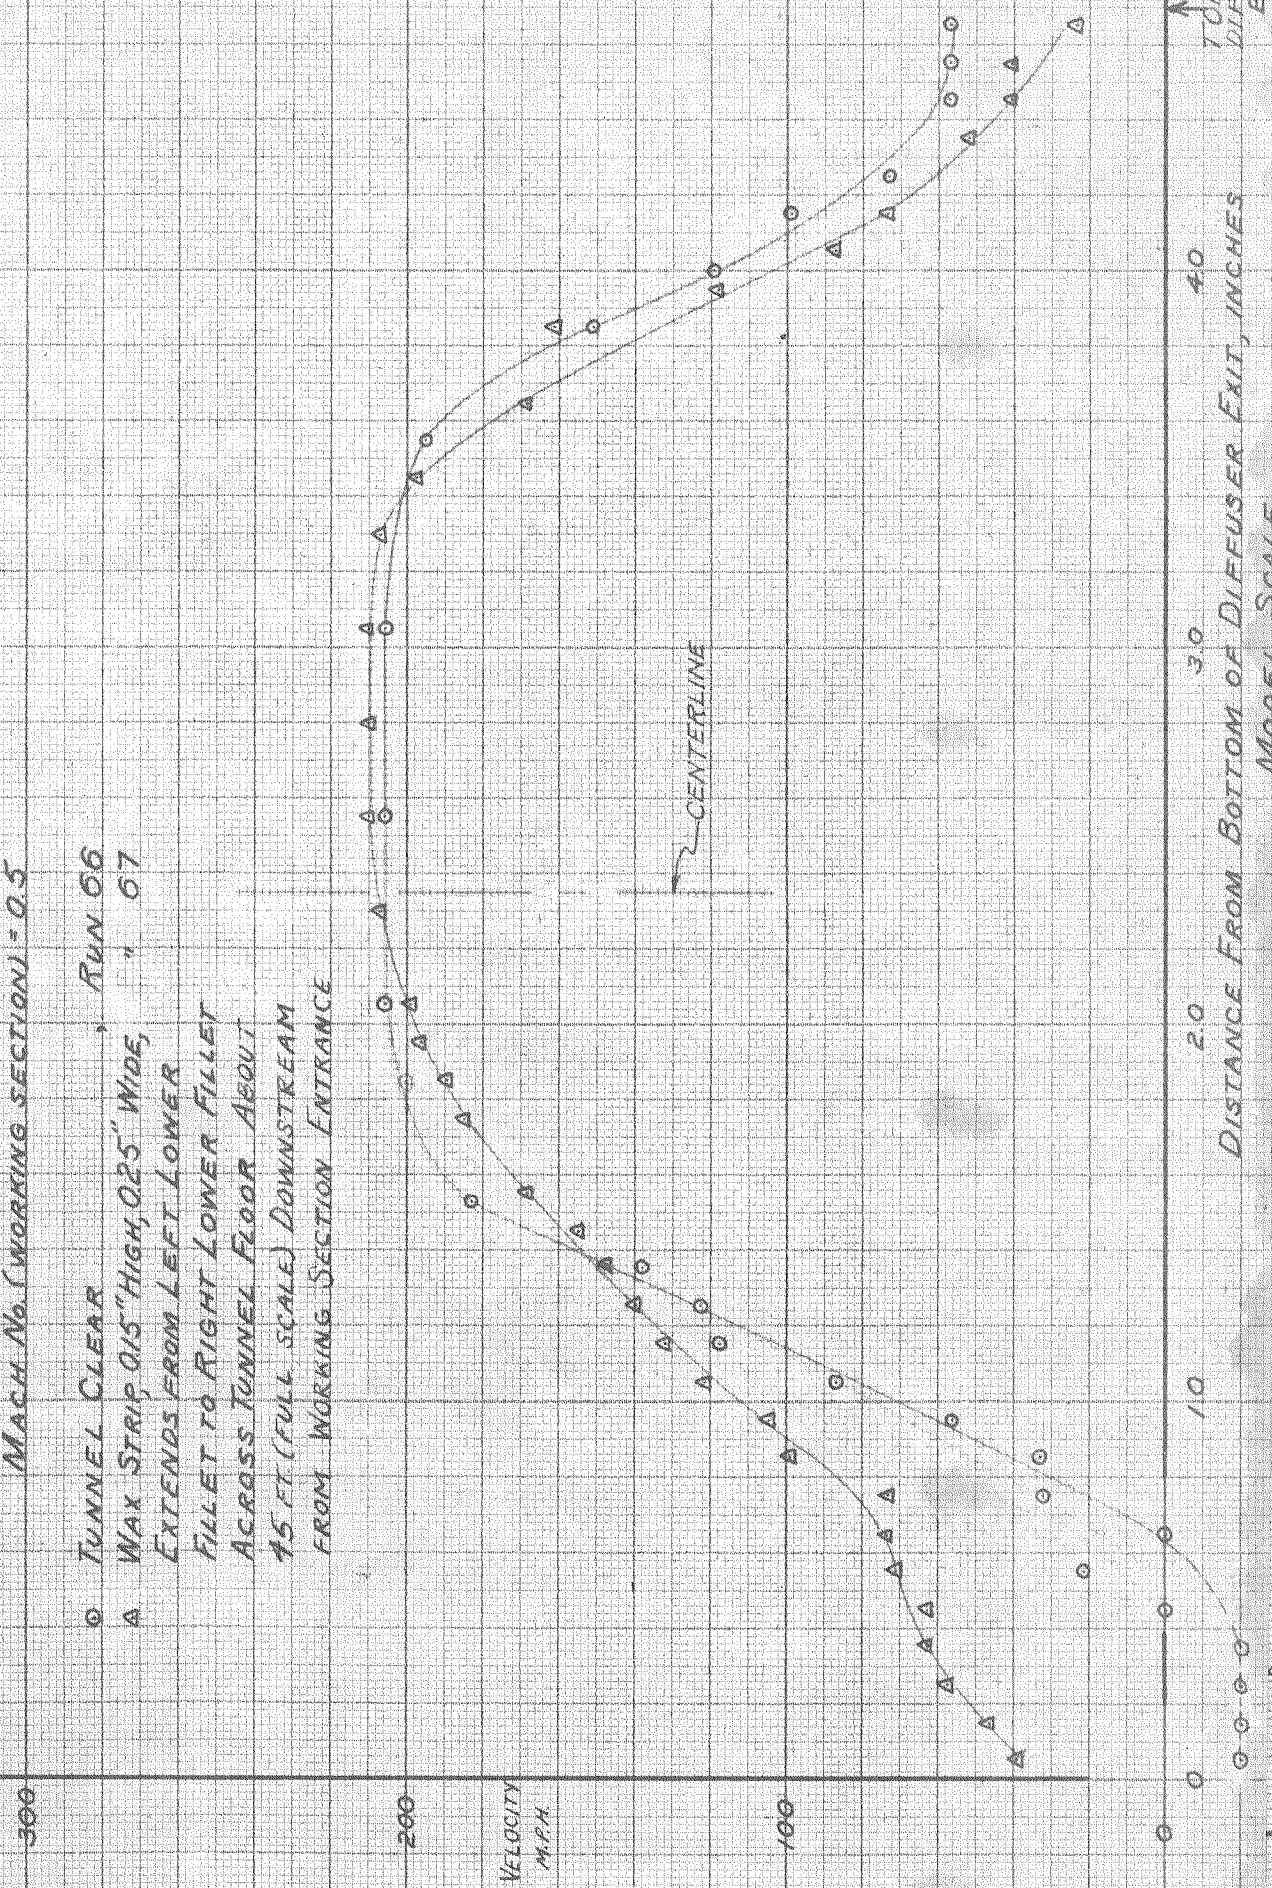 MACH NO. (WORKING SECTION) = 0.5
⊙ TUNNEL CLEAR , RUN 66
△ WAX STRIP, 0.15" HIGH, 0.25" WIDE, " 67
EXTENDS FROM LEFT LOWER
FILLET TO RIGHT LOWER FILLET
ACROSS TUNNEL FLOOR ABOUT
45 FT (FULL SCALE) DOWNSTREAM
FROM WORKING SECTION ENTRANCE
300
200
VELOCITY
M.P.H.
100
0
CENTERLINE
0 1.0 2.0 3.0 4.0
DISTANCE FROM BOTTOM OF DIFFUSER EXIT, INCHES
MODEL SCALE